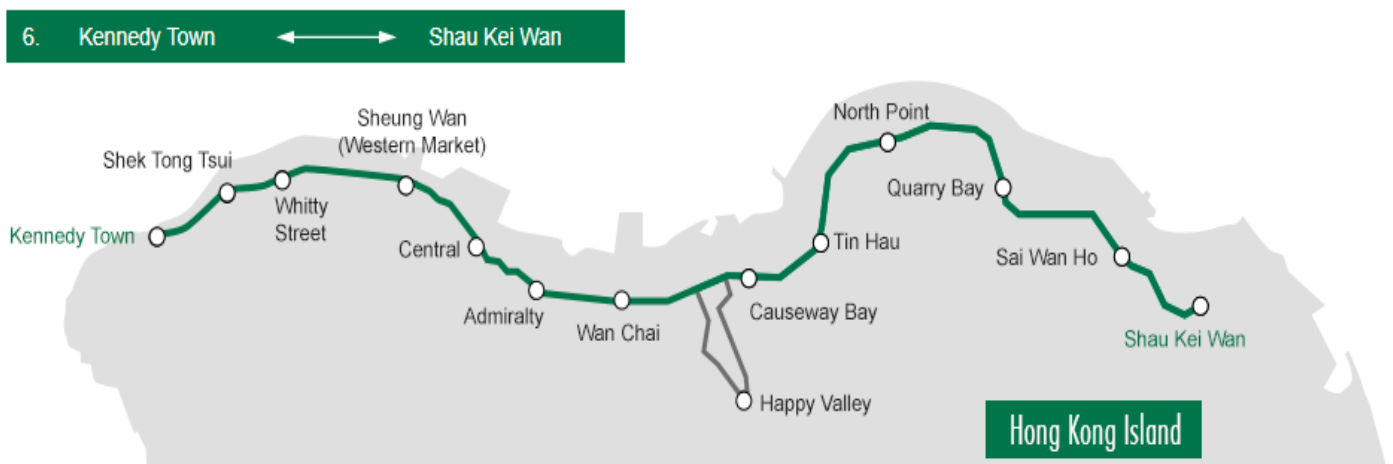 6. Kennedy Town Shau Kei Wan
Sheung Wan
(Western Market)
North Point
Shek Tong Tsui
Quarry Bay
Whitty
Street
Kennedy Town
Central
Tin Hau
Sai Wan Ho
Admiralty
Wan Chai
Causeway Bay
Shau Kei Wan
Happy Valley
Hong Kong Island